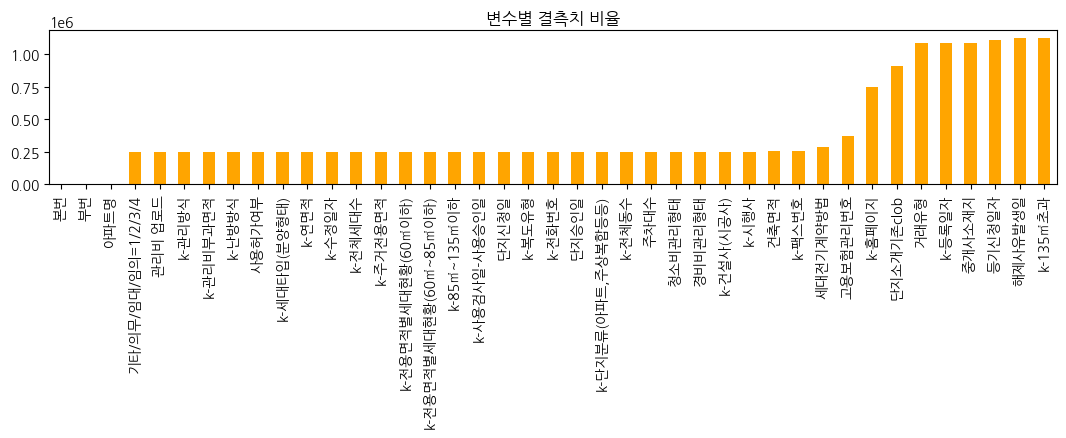 변수별 결측치 비율
1e6
1.00
0.75
0.50
0.25
0.00
본번
부번
아파트명
기타/의무/임대/임의=1/2/3/4
관리비 업로드
k-관리방식
k-관리비부과면적
k-난방방식
사용허가여부
k-세대타입(분양형태)
k-연면적
k-수정일자
k-전체세대수
k-주거전용면적
k-전용면적별세대현황(60㎡이하)
k-전용면적별세대현황(60㎡~85㎡이하)
k-85㎡~135㎡이하
k-사용검사일-사용승인일
단지신청일
k-복도유형
k-전화번호
단지승인일
k-단지분류(아파트,주상복합등등)
k-전체동수
주차대수
청소비관리형태
경비비관리형태
k-건설사(시공사)
k-시행사
건축면적
k-팩스번호
세대전기계약방법
고용보험관리번호
k-홈페이지
단지소개기존clob
거래유형
k-등록일자
중개사소재지
등기신청일자
해제사유발생일
k-135㎡초과